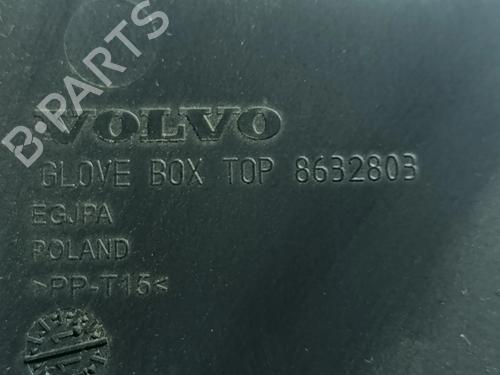 B-PARTS
VOLVO
GLOVE BOX TOP 8632803
EGJPA
POLAND
>PP-T15<